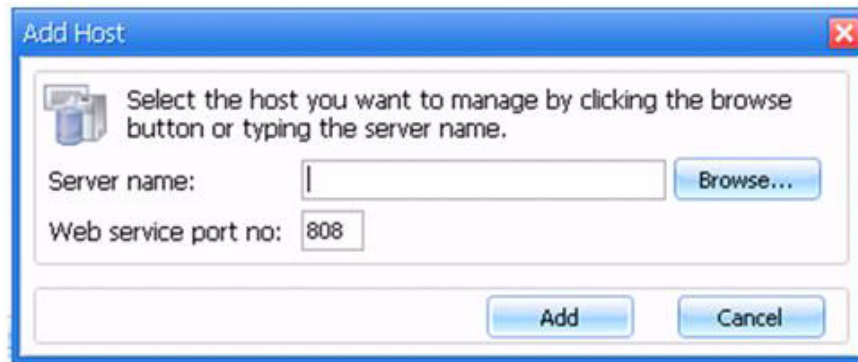 Add Host
Select the host you want to manage by clicking the browse
button or typing the server name.
Server name:
Browse...
Web service port no: 808
Add
Cancel